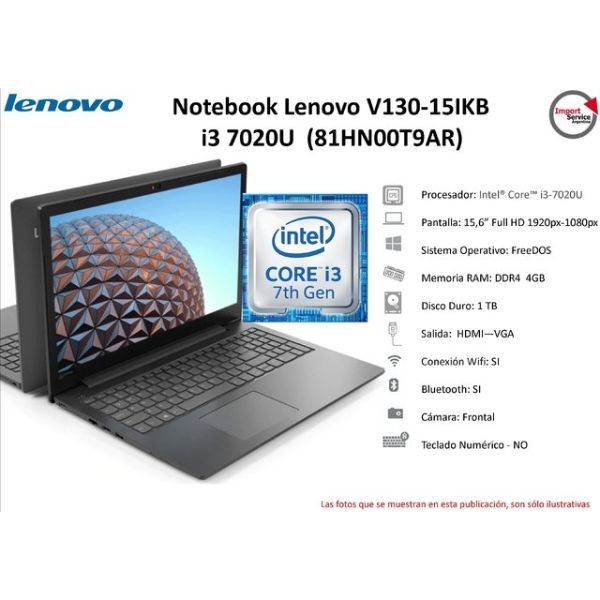 lenovo
Notebook Lenovo V130-15IKB
i3 7020U (81HN00T9AR)
Import
Service
Argentina
intel
CORE i3
7th Gen
Procesador: Intel® Core™ i3-7020U
Pantalla: 15,6” Full HD 1920px-1080px
Sistema Operativo: FreeDOS
Memoria RAM: DDR4 4GB
Disco Duro: 1 TB
Salida: HDMI—VGA
Conexión Wifi: SI
Bluetooth: SI
Cámara: Frontal
Teclado Numérico - NO
Las fotos que se muestran en esta publicación, son sólo ilustrativas